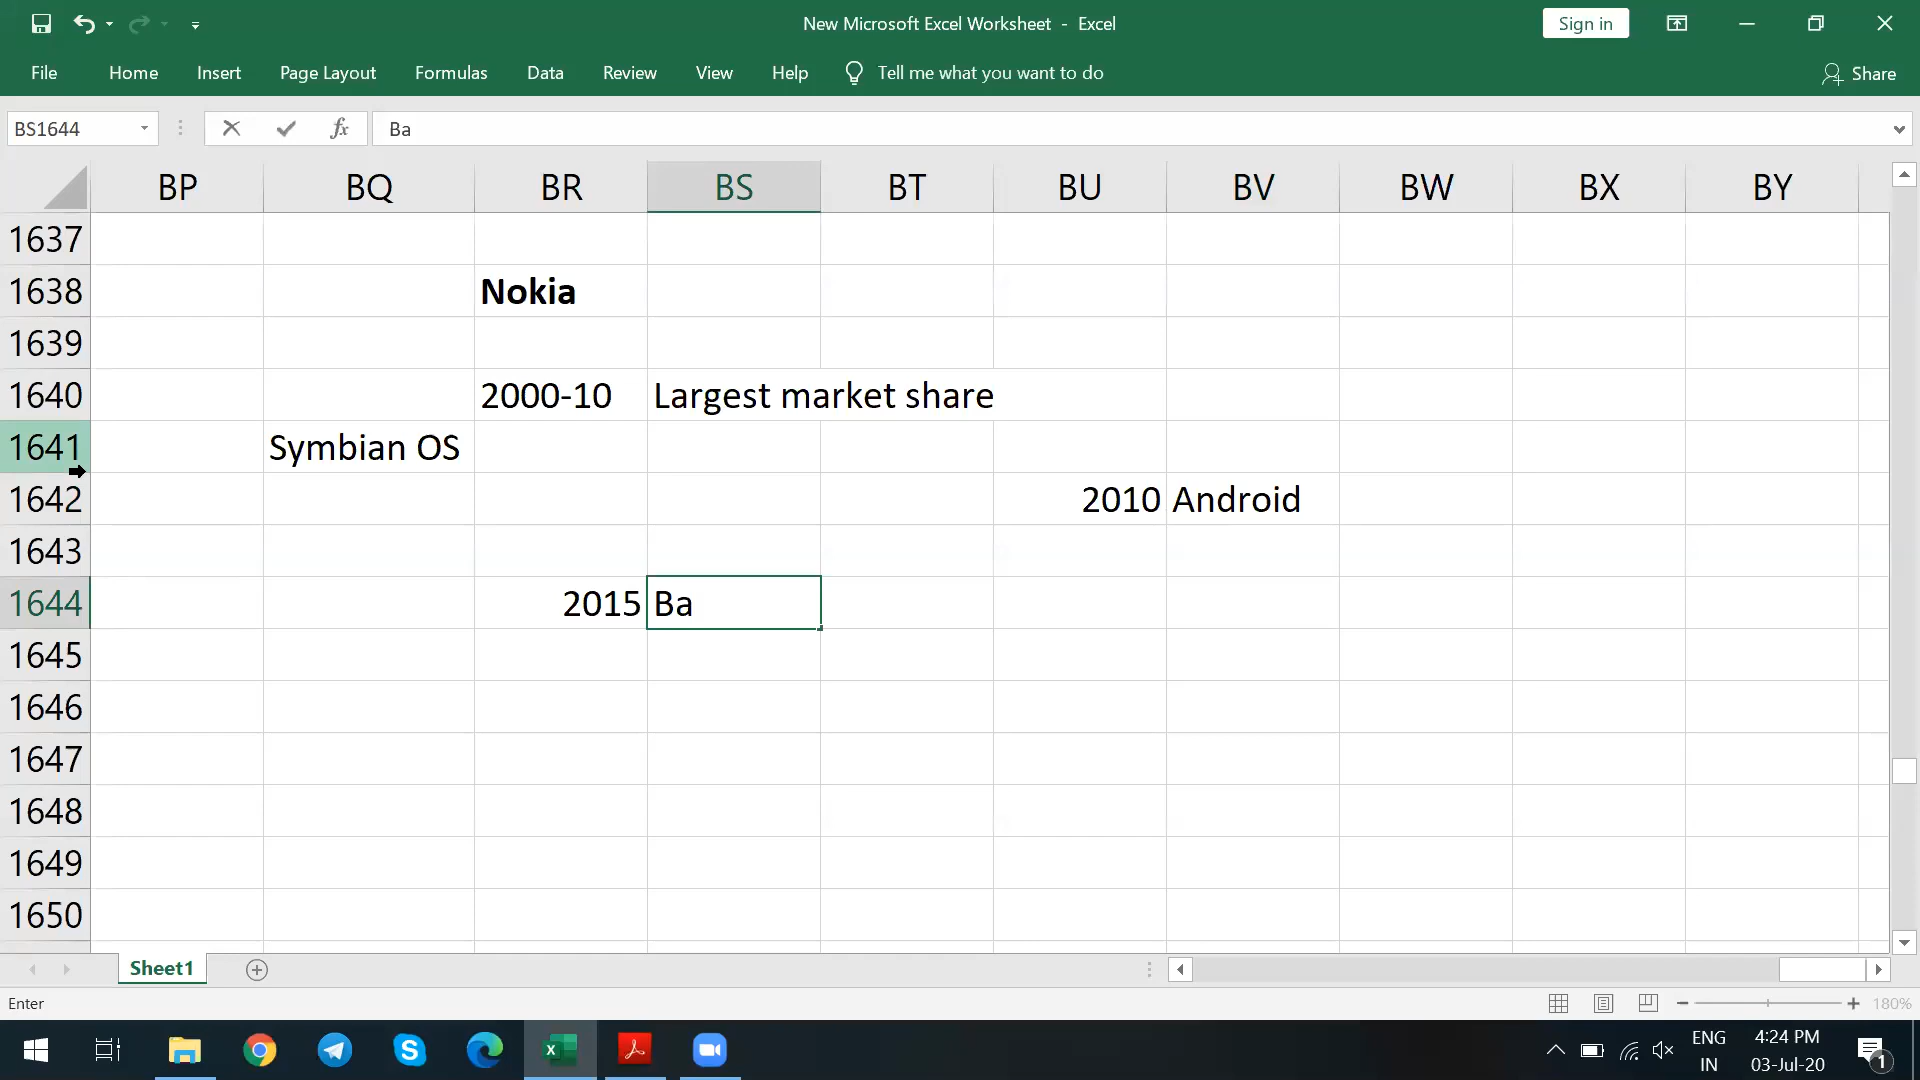 New Microsoft Excel Worksheet - Excel
Sign in
File Home Insert Page Layout Formulas Data Review View Help Tell me what you want to do
Share
BS1644 fx Ba
BP BQ BR BS BT BU BV BW BX BY
1637
1638 Nokia
1639
1640 2000-10 Largest market share
1641 Symbian OS
1642 2010 Android
1643
1644 2015 Ba
1645
1646
1647
1648
1649
1650
Sheet1
Enter
180%
ENG 4:24 PM
IN 03-Jul-20
1